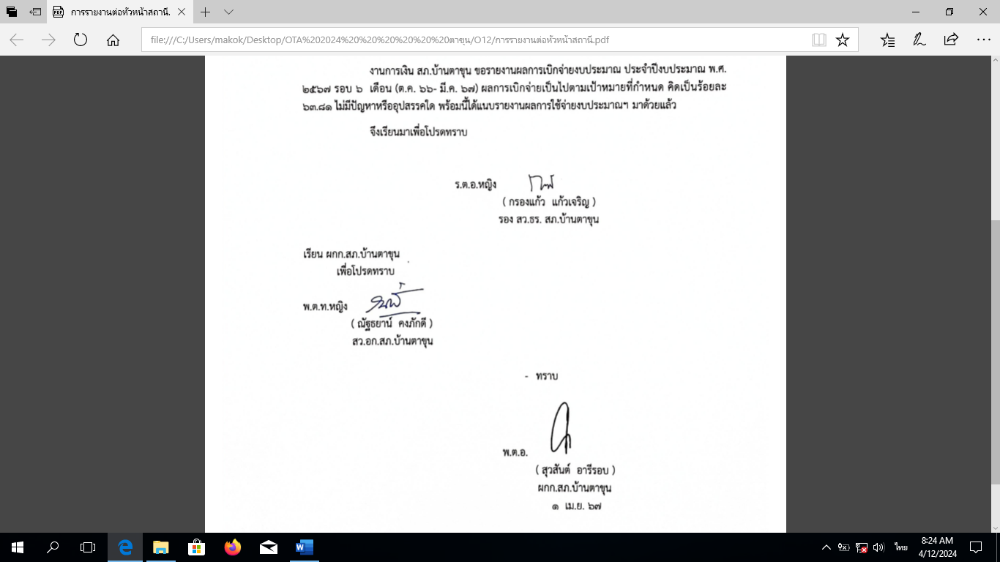 การรายงานต่อหัวหน้าสถานี.
file:///C:/Users/makok/Desktop/OTA%202024%20%20%20%20%20%20ตาขุน/O12/การรายงานต่อหัวหน้าสถานี.pdf
งานการเงิน สภ.บ้านตาขุน ขอรายงานผลการเบิกจ่ายงบประมาณ ประจำปีงบประมาณ พ.ศ.
๒๕๖๗ รอบ ๖ เดือน (ต.ค. ๖๖- มี.ค. ๖๗) ผลการเบิกจ่ายเป็นไปตามเป้าหมายที่กำหนด คิดเป็นร้อยละ
๖๓.๘๑ ไม่มีปัญหาหรืออุปสรรคใด พร้อมนี้ได้แนบรายงานผลการใช้จ่ายงบประมาณฯ มาด้วยแล้ว
จึงเรียนมาเพื่อโปรดทราบ
ร.ต.อ.หญิง
( กรองแก้ว แก้วเจริญ )
รอง สว.ธร. สภ.บ้านตาขุน
เรียน ผกก.สภ.บ้านตาขุน
เพื่อโปรดทราบ
พ.ต.ท.หญิง
( ณัฐธยาน์ คงภักดี )
สว.อก.สภ.บ้านตาขุน
- ทราบ
พ.ต.อ.
( สุวสันต์ อารีรอบ )
ผกก.สภ.บ้านตาขุน
๑ เม.ย. ๖๗
ไทย
8:24 AM
4/12/2024